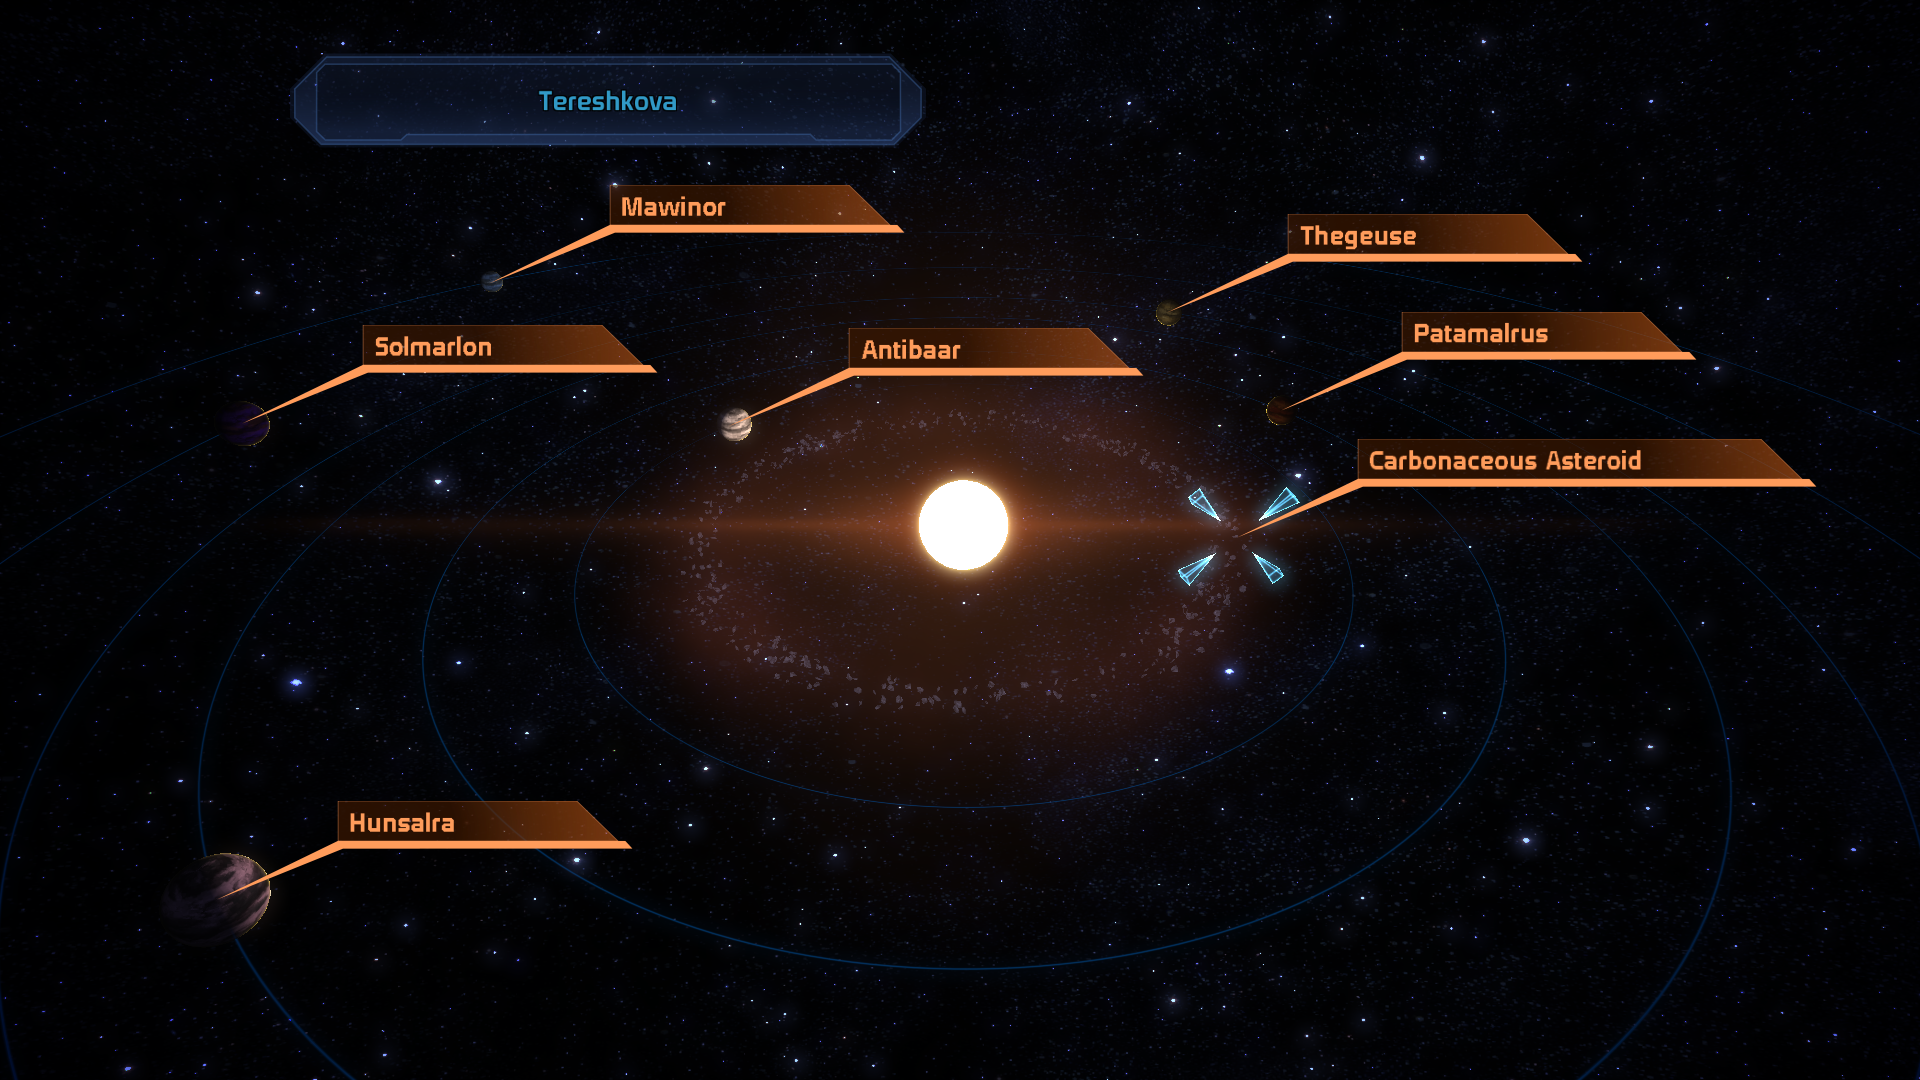 Tereshkova
Mawinor
Thegeuse
Solmarlon
Antibaar
Patamalrus
Carbonaceous Asteroid
Hunsalra